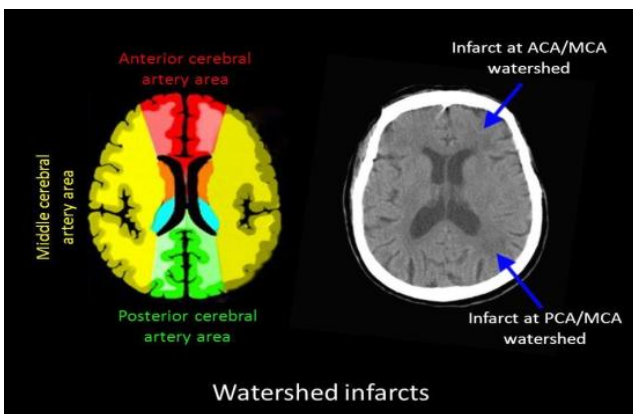 Anterior cerebral
artery area
Middle cerebral
artery area
Posterior cerebral
artery area
Infarct at ACA/MCA
watershed
Infarct at PCA/MCA
watershed
Watershed infarcts